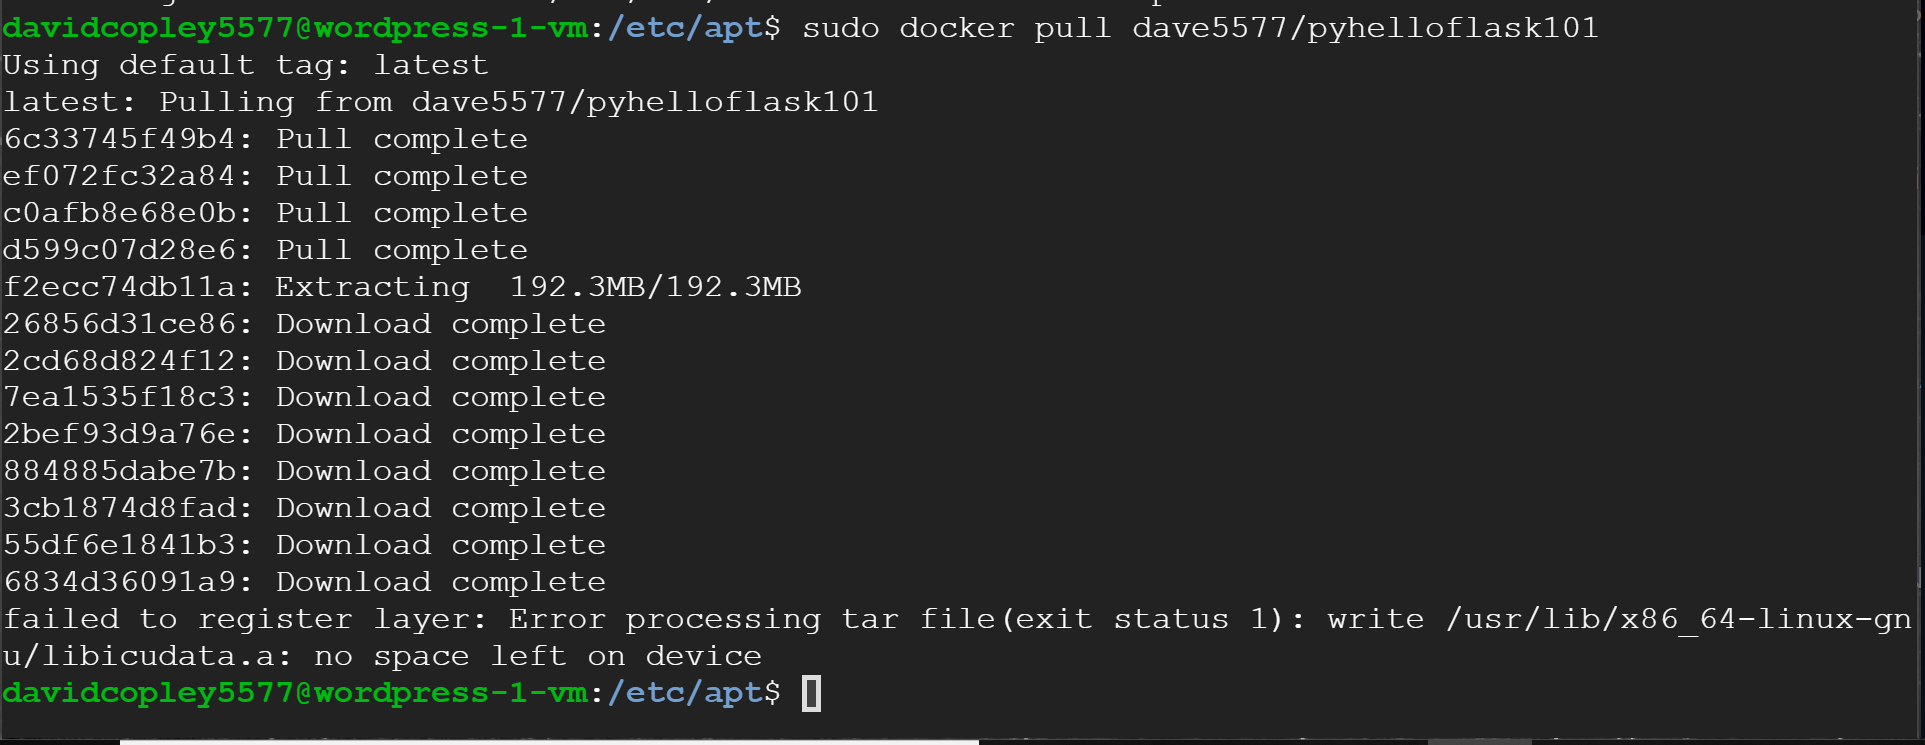 davidcopley5577@wordpress-1-vm:/etc/apt$ sudo docker pull dave5577/pyhelloflask101
Using default tag: latest
latest: Pulling from dave5577/pyhelloflask101
6c33745f49b4: Pull complete
ef072fc32a84: Pull complete
c0afb8e68e0b: Pull complete
d599c07d28e6: Pull complete
f2ecc74db11a: Extracting  192.3MB/192.3MB
26856d31ce86: Download complete
2cd68d824f12: Download complete
7ea1535f18c3: Download complete
2bef93d9a76e: Download complete
884885dabe7b: Download complete
3cb1874d8fad: Download complete
55df6e1841b3: Download complete
6834d36091a9: Download complete
failed to register layer: Error processing tar file(exit status 1): write /usr/lib/x86_64-linux-gn
u/libicudata.a: no space left on device
davidcopley5577@wordpress-1-vm:/etc/apt$